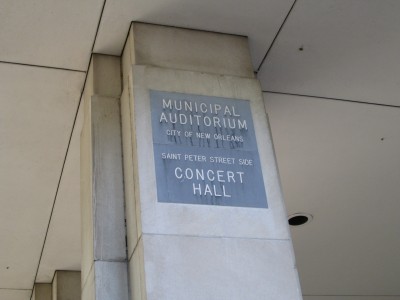 MUNICIPAL
AUDITORIUM
CITY OF NEW ORLEANS
SAINT PETER STREET SIDE
CONCERT
HALL